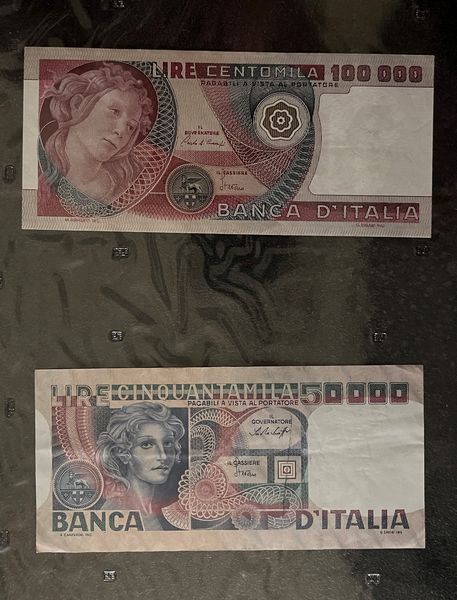 LIRE CENTOMILA 100 000
PAGABILI A VISTA AL PORTATORE
IL
GOVERNATORE
IL CASSIERE
BANCA D'ITALIA
LIRE CINQUANTAMILA 50000
PAGABILI A VISTA AL PORTATORE
IL
GOVERNATORE
IL CASSIERE
BANCA D'ITALIA